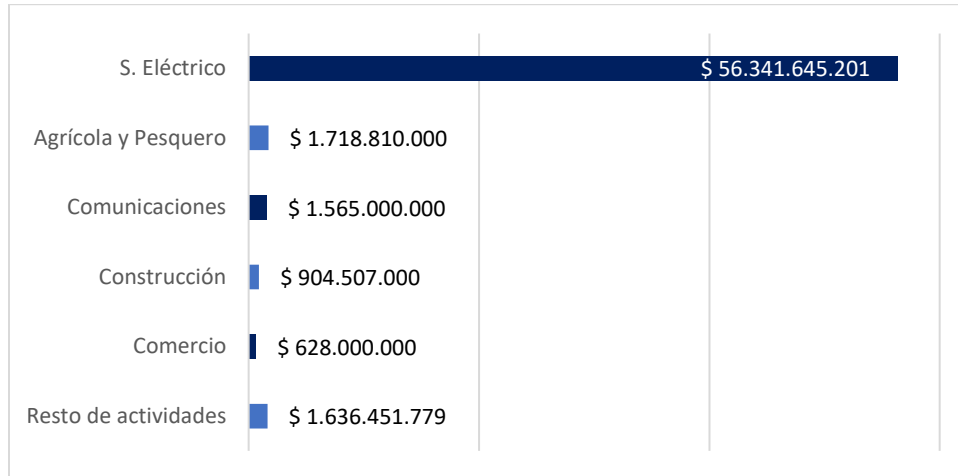 S. Eléctrico $ 56.341.645.201
Agrícola y Pesquero $ 1.718.810.000
Comunicaciones $ 1.565.000.000
Construcción $ 904.507.000
Comercio $ 628.000.000
Resto de actividades $ 1.636.451.779